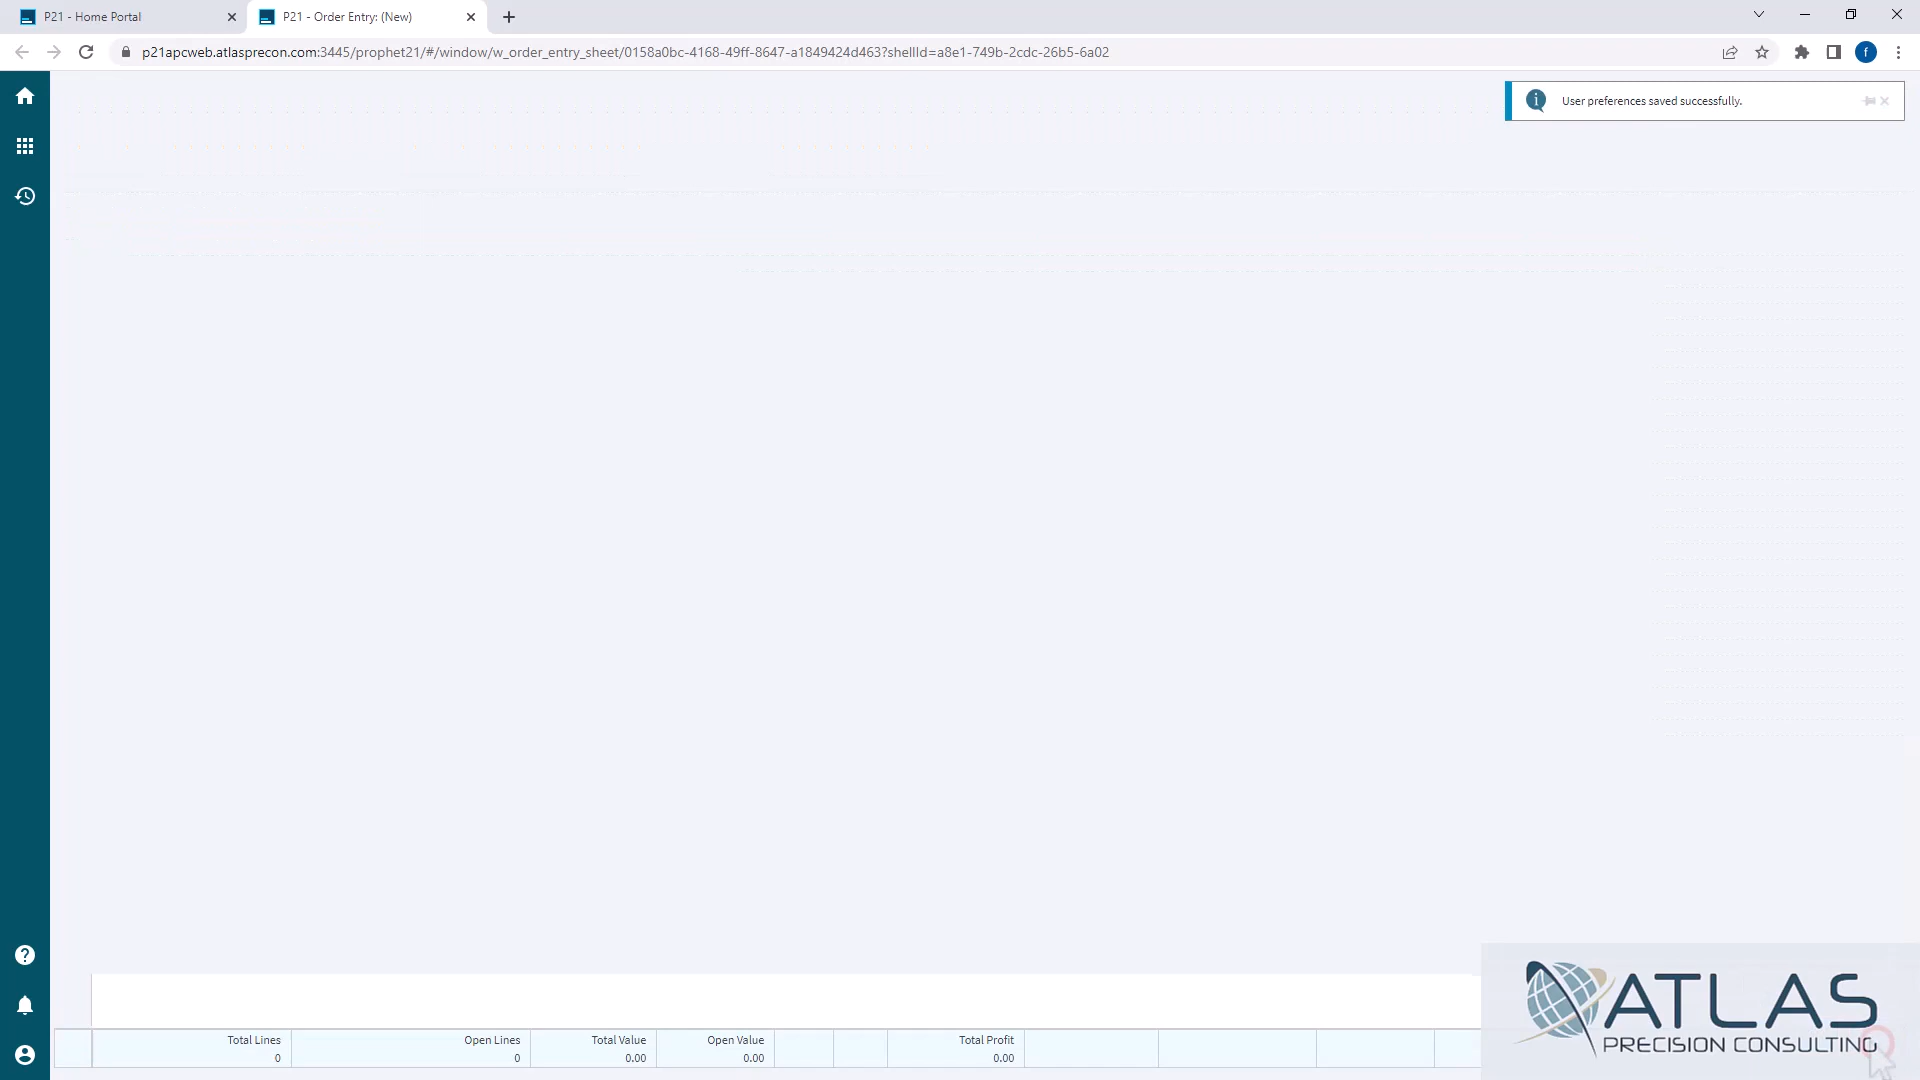 P21 - Home Portal
P21 - Order Entry: (New)
p21apcweb.atlasprecon.com:3445/prophet21/#/window/w_order_entry_sheet/0158a0bc-4168-49ff-8647-a1849424d463?shellId=a8e1-749b-2cdc-26b5-6a02
f
User preferences saved successfully.
Total Lines
0
Open Lines
0
Total Value
0.00
Open Value
0.00
Total Profit
0.00
ATLAS
PRECISION CONSULTING